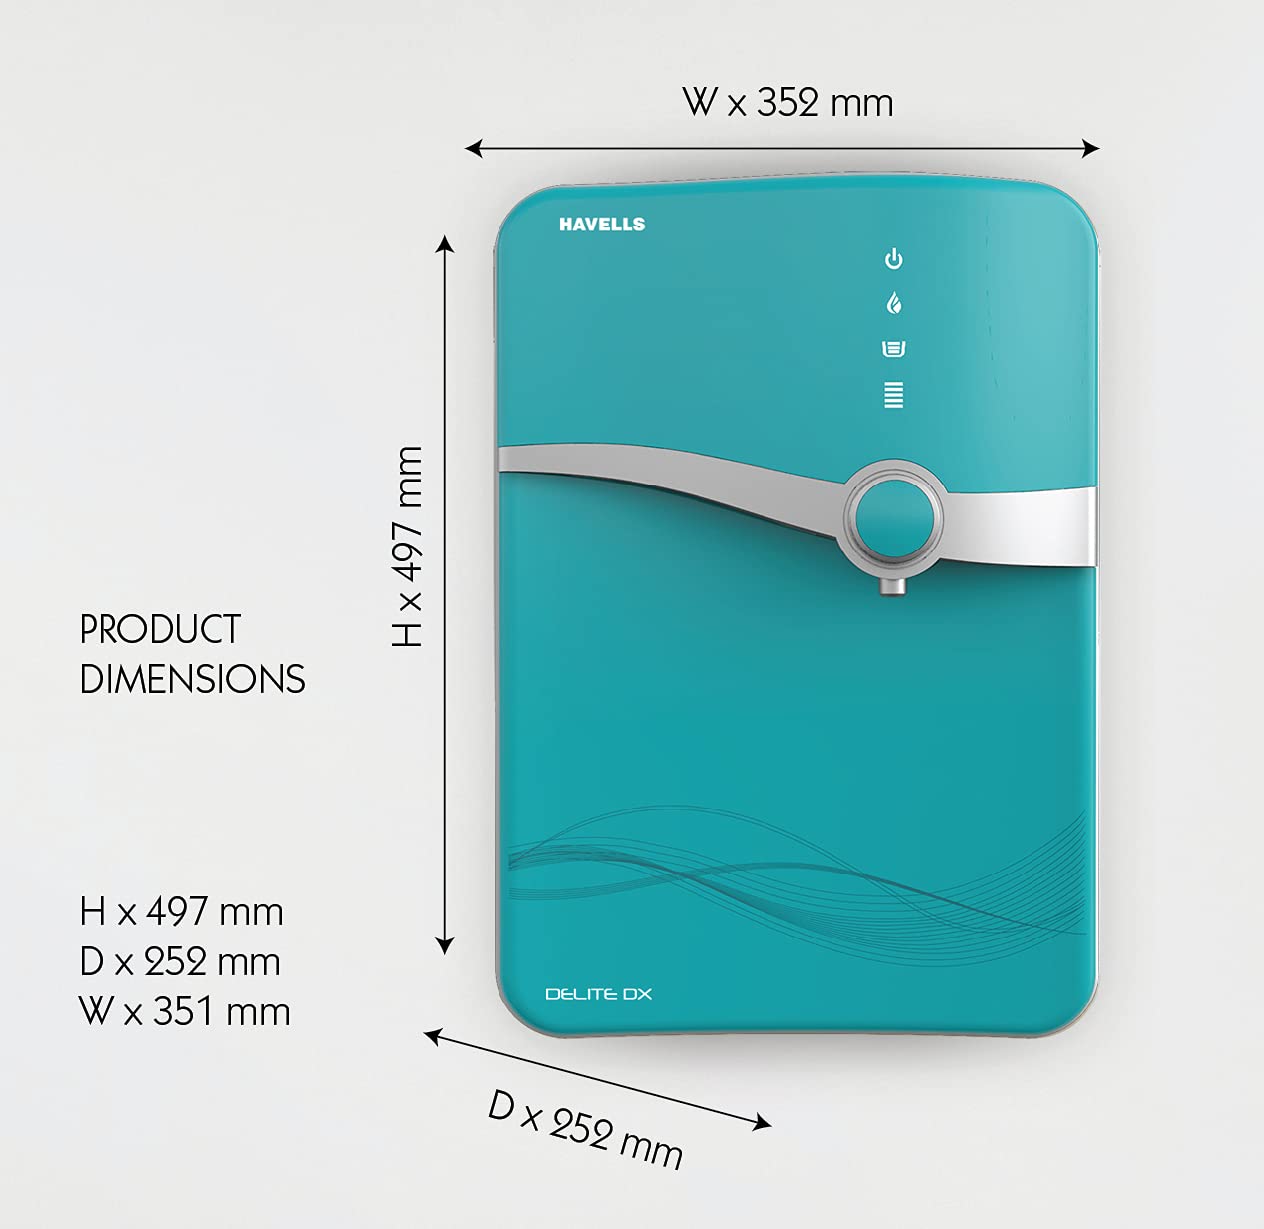 W x 352 mm
HAVELLS
H x 497 mm
PRODUCT
DIMENSIONS
H x 497 mm
D x 252 mm
W x 351 mm
DELITE DX
D x 252 mm